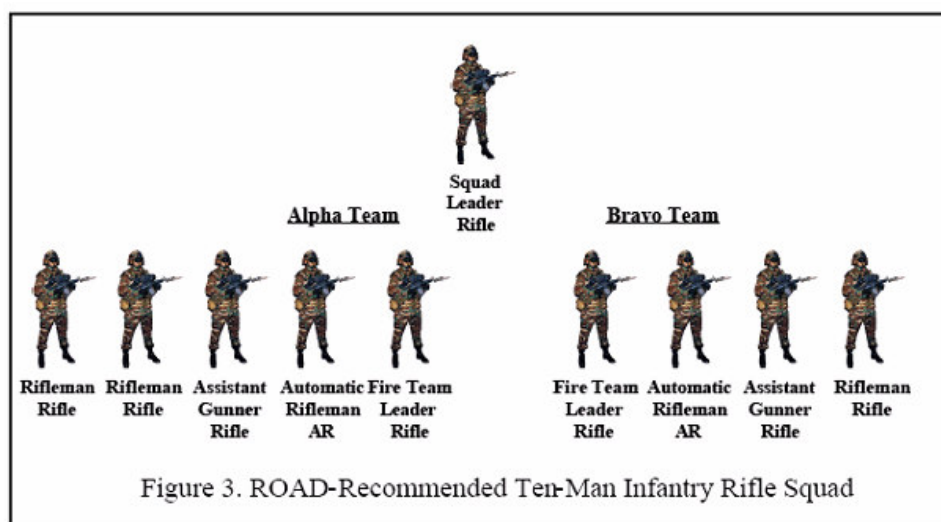 Squad
Leader
Rifle
Alpha Team
Bravo Team
Rifleman
Rifle
Rifleman
Rifle
Assistant
Gunner
Rifle
Automatic
Rifleman
AR
Fire Team
Leader
Rifle
Fire Team
Leader
Rifle
Automatic
Rifleman
AR
Assistant
Gunner
Rifle
Rifleman
Rifle
Figure 3. ROAD-Recommended Ten-Man Infantry Rifle Squad